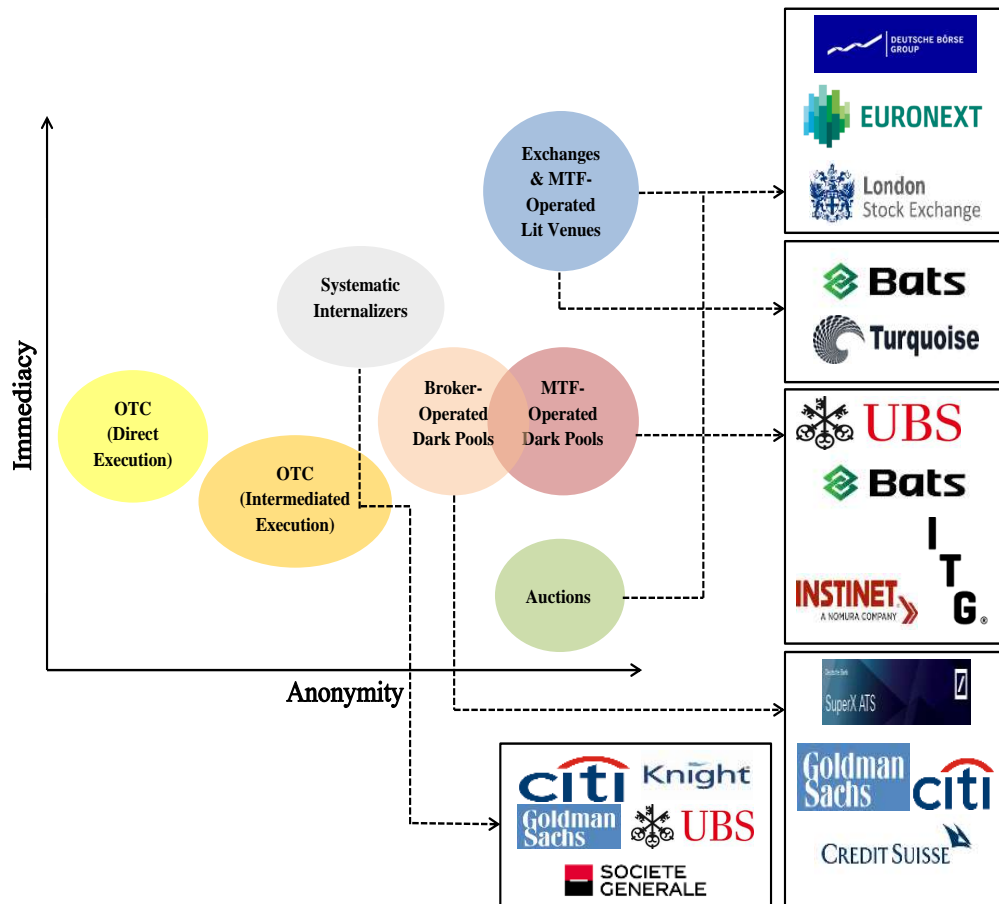 DEUTSCHE BÖRSE
GROUP
EURONEXT
London
Stock Exchange
Exchanges
& MTF-
Operated
Lit Venues
Systematic
Internalizers
Bats
Turquoise
Immediacy
OTC
(Direct
Execution)
OTC
(Intermediated
Execution)
Broker-
Operated
Dark Pools
MTF-
Operated
Dark Pools
UBS
Bats
I
T
G®
INSTINET
A NOMURA COMPANY
Auctions
Anonymity
Deutsche Bank
SuperX ATS
Goldman
Sachs
citi
CREDIT SUISSE
citi
Knight
Goldman
Sachs
UBS
SOCIETE
GENERALE